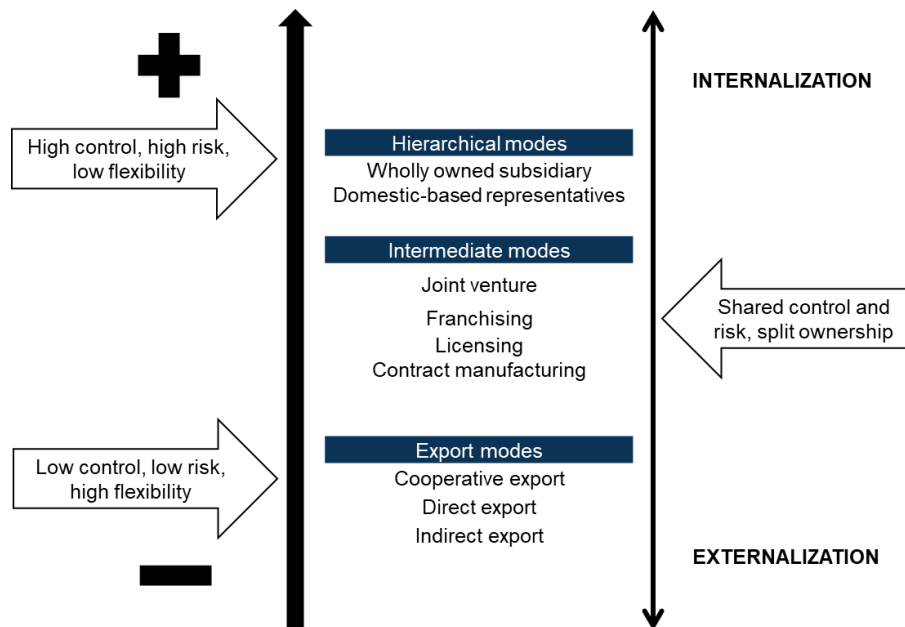 INTERNALIZATION
High control, high risk,
low flexibility
Hierarchical modes
Wholly owned subsidiary
Domestic-based representatives
Intermediate modes
Joint venture
Franchising
Licensing
Contract manufacturing
Shared control and
risk, split ownership
Low control, low risk,
high flexibility
Export modes
Cooperative export
Direct export
Indirect export
EXTERNALIZATION